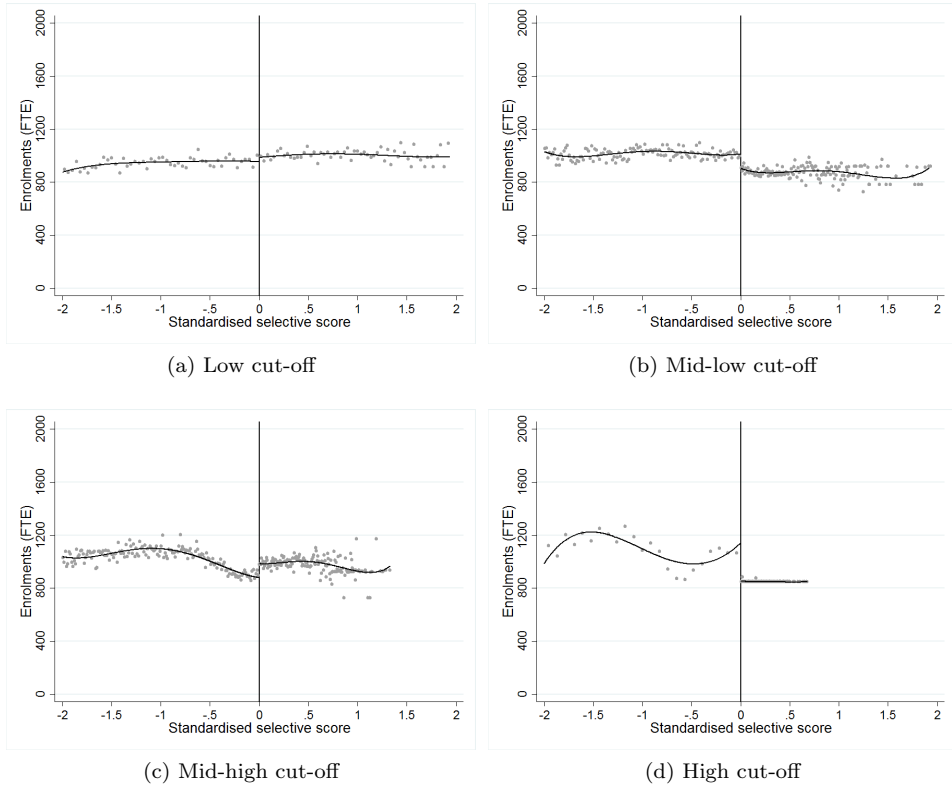 2000
1600
1200
800
400
0
Enrolments (FTE)
-2 -1.5 -1 -.5 0 .5 1 1.5 2
Standardised selective score
(a) Low cut-off
2000
1600
1200
800
400
0
Enrolments (FTE)
-2 -1.5 -1 -.5 0 .5 1 1.5 2
Standardised selective score
(b) Mid-low cut-off
2000
1600
1200
800
400
0
Enrolments (FTE)
-2 -1.5 -1 -.5 0 .5 1 1.5 2
Standardised selective score
(c) Mid-high cut-off
2000
1600
1200
800
400
0
Enrolments (FTE)
-2 -1.5 -1 -.5 0 .5 1 1.5 2
Standardised selective score
(d) High cut-off